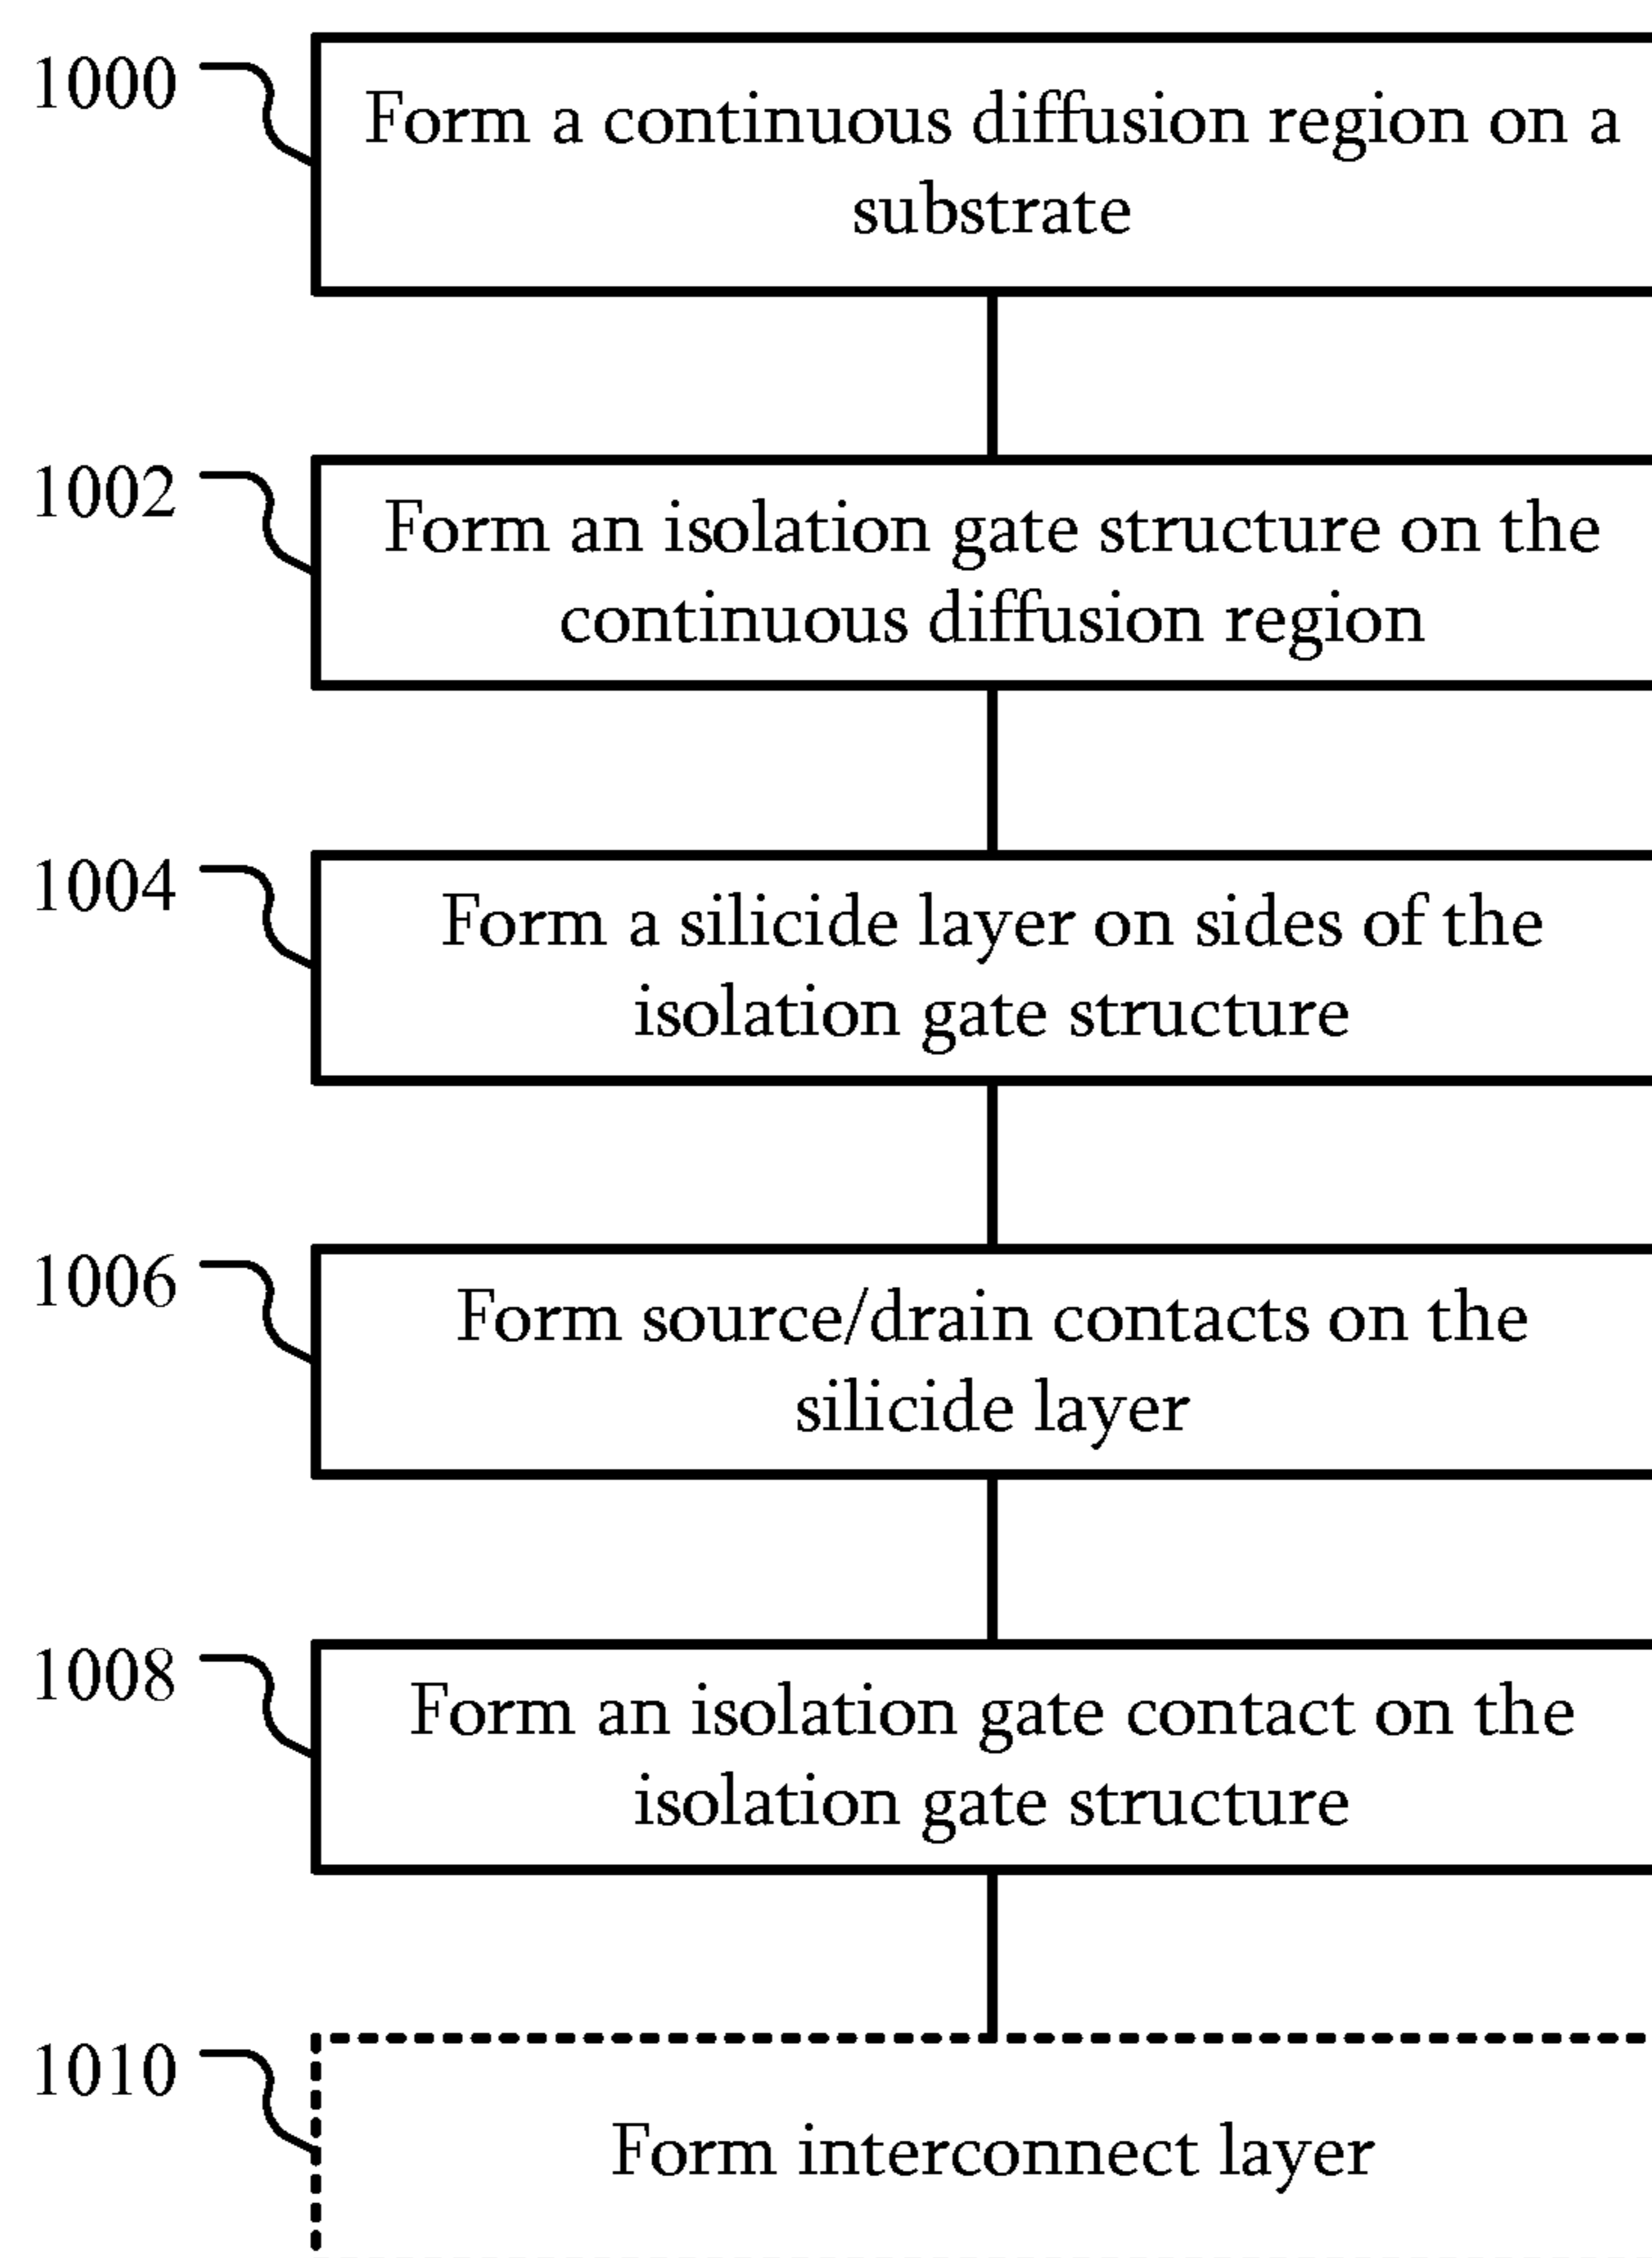 1000
Form a continuous diffusion region on a
substrate
1002
Form an isolation gate structure on the
continuous diffusion region
1004
Form a silicide layer on sides of the
isolation gate structure
1006
Form source/drain contacts on the
silicide layer
1008
Form an isolation gate contact on the
isolation gate structure
1010
Form interconnect layer